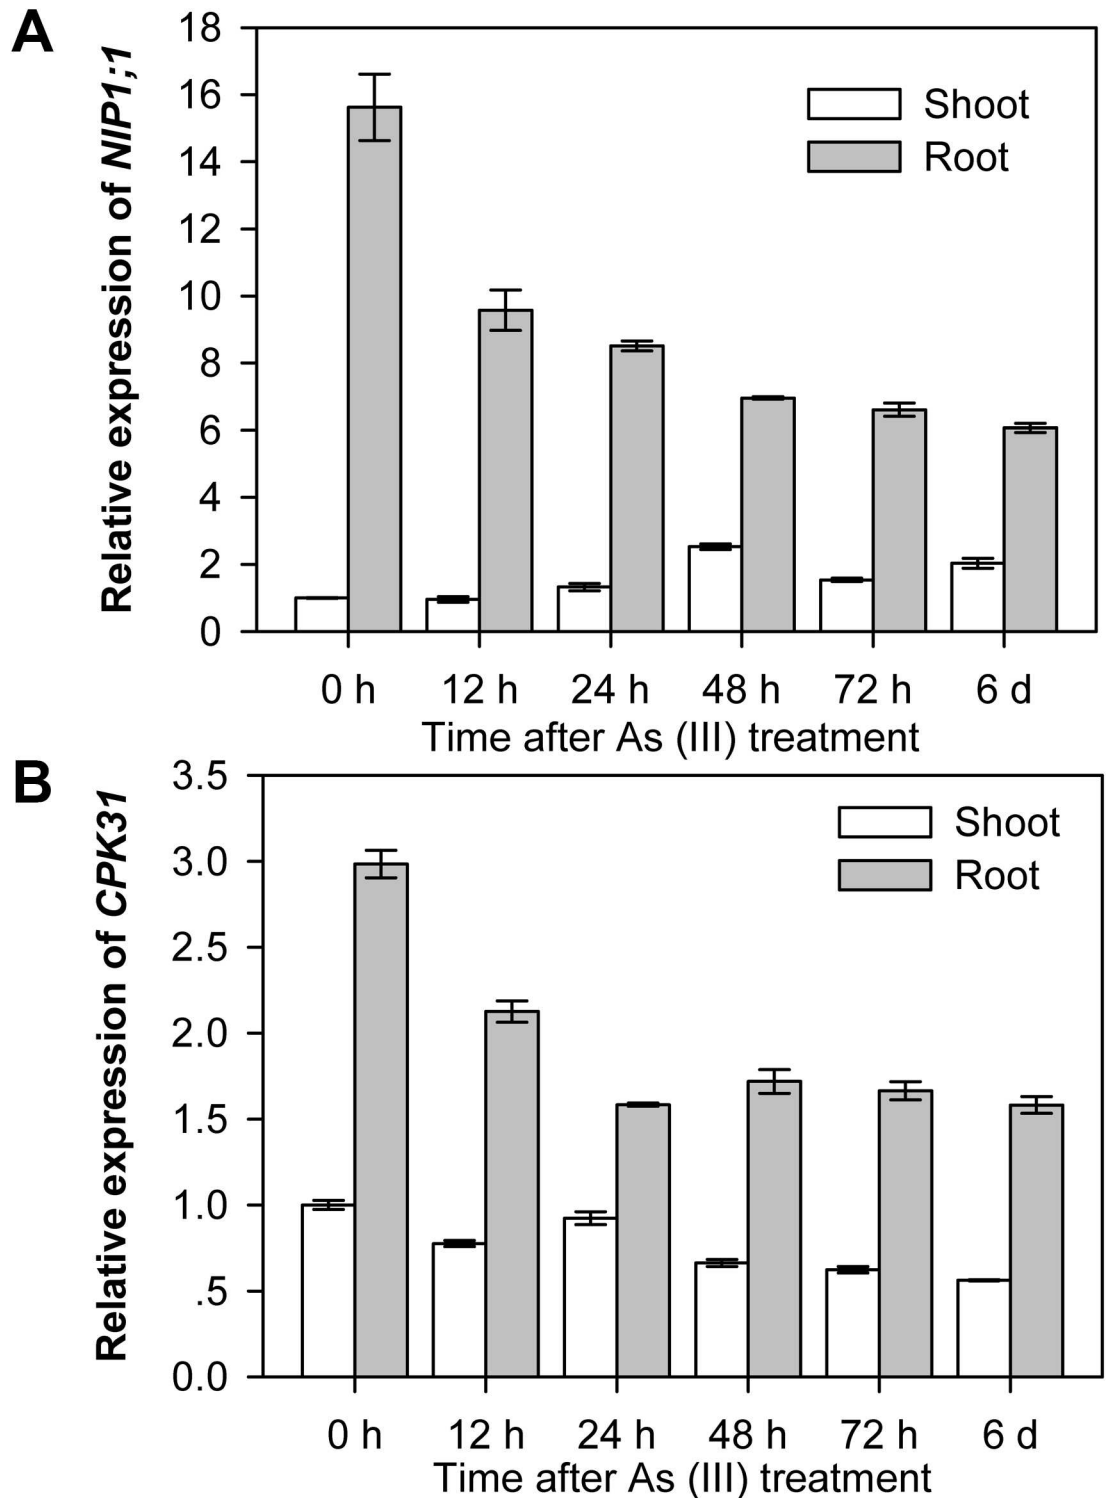 A
Relative expression of NIP1;1
18
16
14
12
10
8
6
4
2
0
Shoot
Root
0 h 12 h 24 h 48 h 72 h 6 d
Time after As (III) treatment
B
Relative expression of CPK31
3.5
3.0
2.5
2.0
1.5
1.0
.5
0.0
Shoot
Root
0 h 12 h 24 h 48 h 72 h 6 d
Time after As (III) treatment